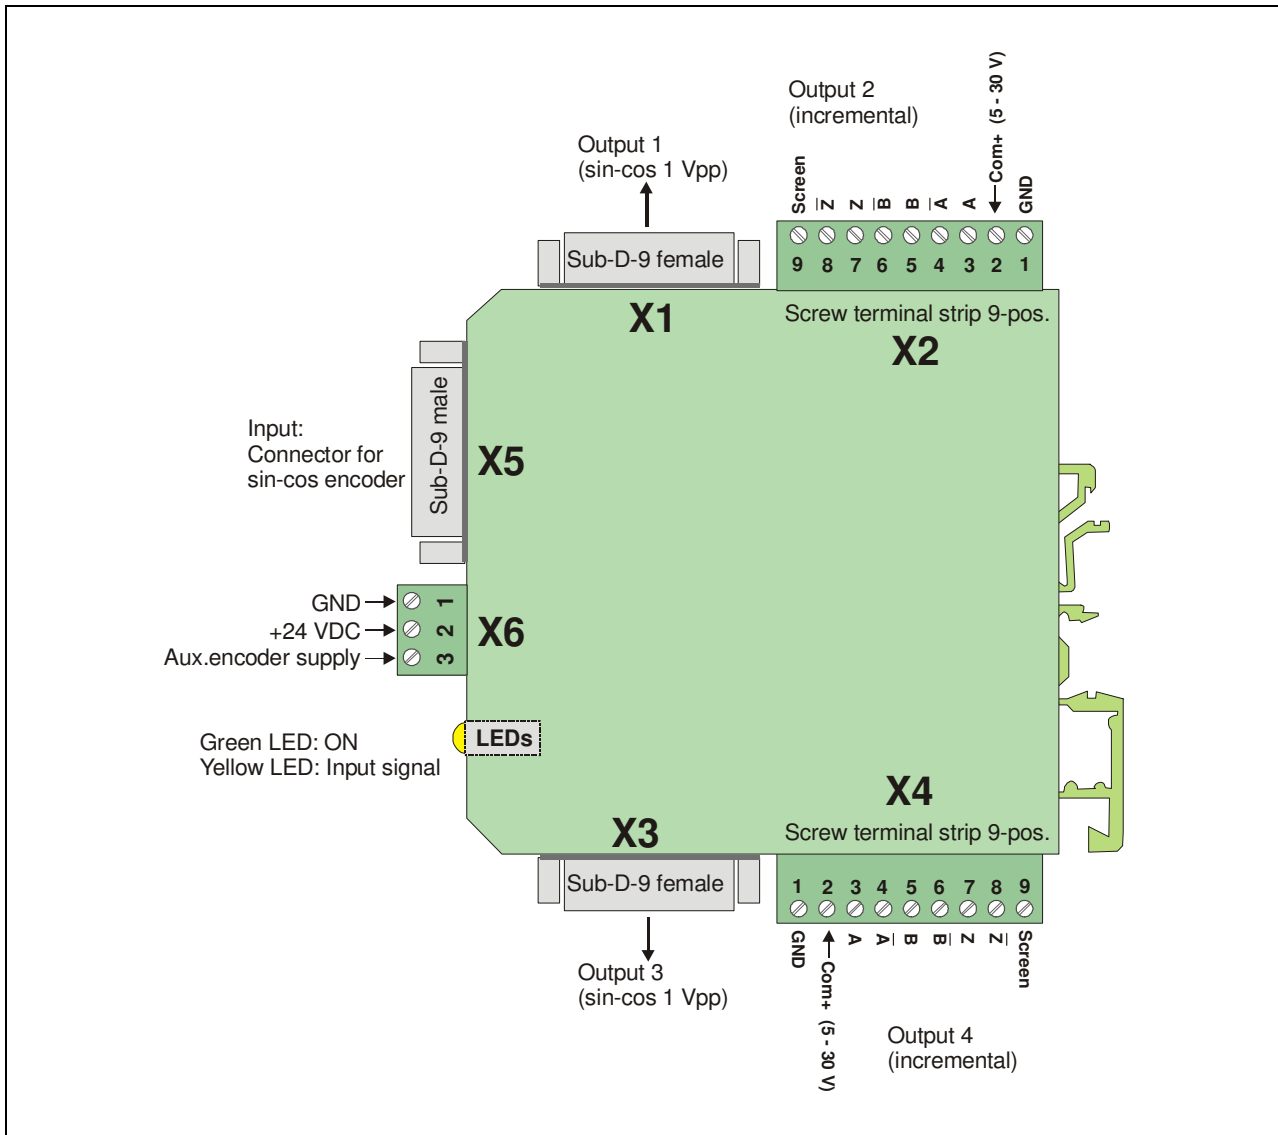 Output 2
(incremental)
Com+ (5 - 30 V)
Output 1
(sin-cos 1 Vpp)
Screen
Z̅
Z
B̅
B
A̅
A
GND
Sub-D-9 female
9 8 7 6 5 4 3 2 1
X1
Screw terminal strip 9-pos.
X2
Sub-D-9 male
Input:
Connector for
sin-cos encoder
X5
GND
+24 VDC
Aux.encoder supply
1
2
3
X6
Green LED: ON
Yellow LED: Input signal
LEDs
X4
X3
Screw terminal strip 9-pos.
Sub-D-9 female
1 2 3 4 5 6 7 8 9
GND
Com+ (5 - 30 V)
A
A̅
B
B̅
Z
Z̅
Screen
Output 3
(sin-cos 1 Vpp)
Output 4
(incremental)